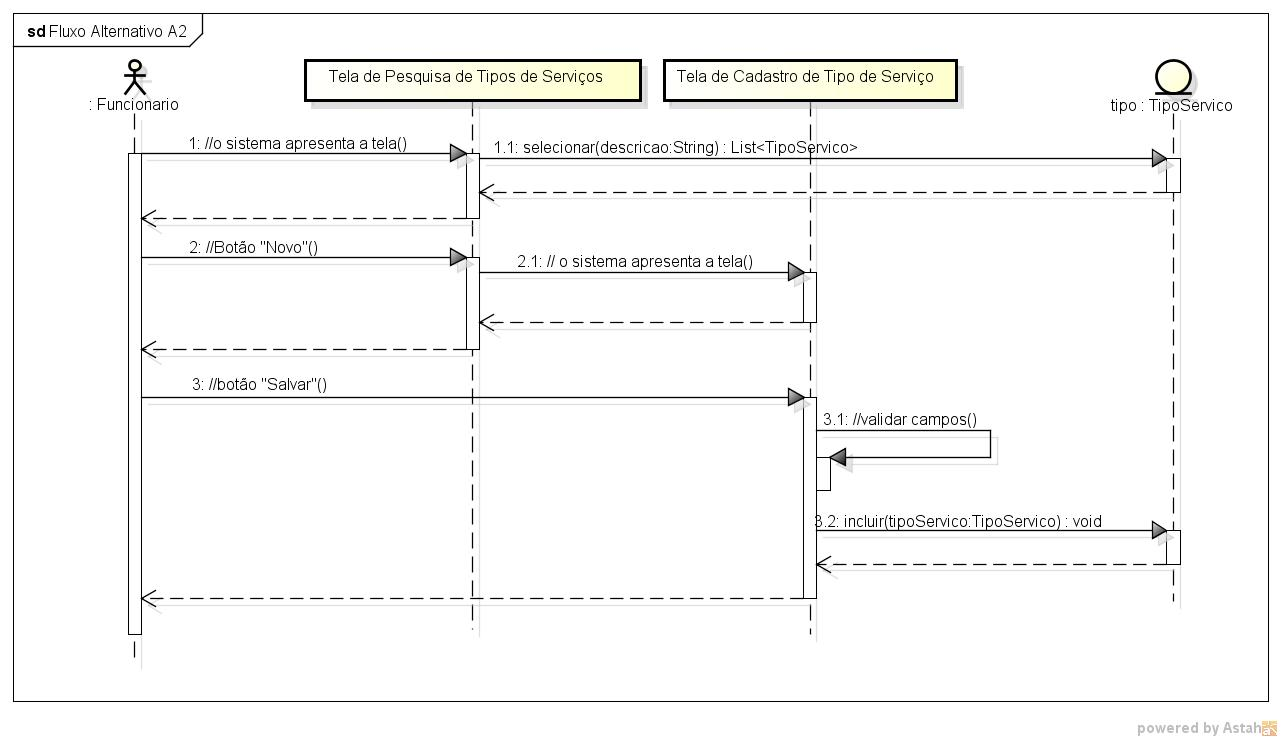 sd Fluxo Alternativo A2
: Funcionario
Tela de Pesquisa de Tipos de Serviços
Tela de Cadastro de Tipo de Serviço
tipo : TipoServico
1: //o sistema apresenta a tela()
1.1: selecionar(descricao:String) : List<TipoServico>
2: //Botão "Novo"()
2.1: // o sistema apresenta a tela()
3: //botão "Salvar"()
3.1: //validar campos()
3.2: incluir(tipoServico:TipoServico) : void
powered by Astah